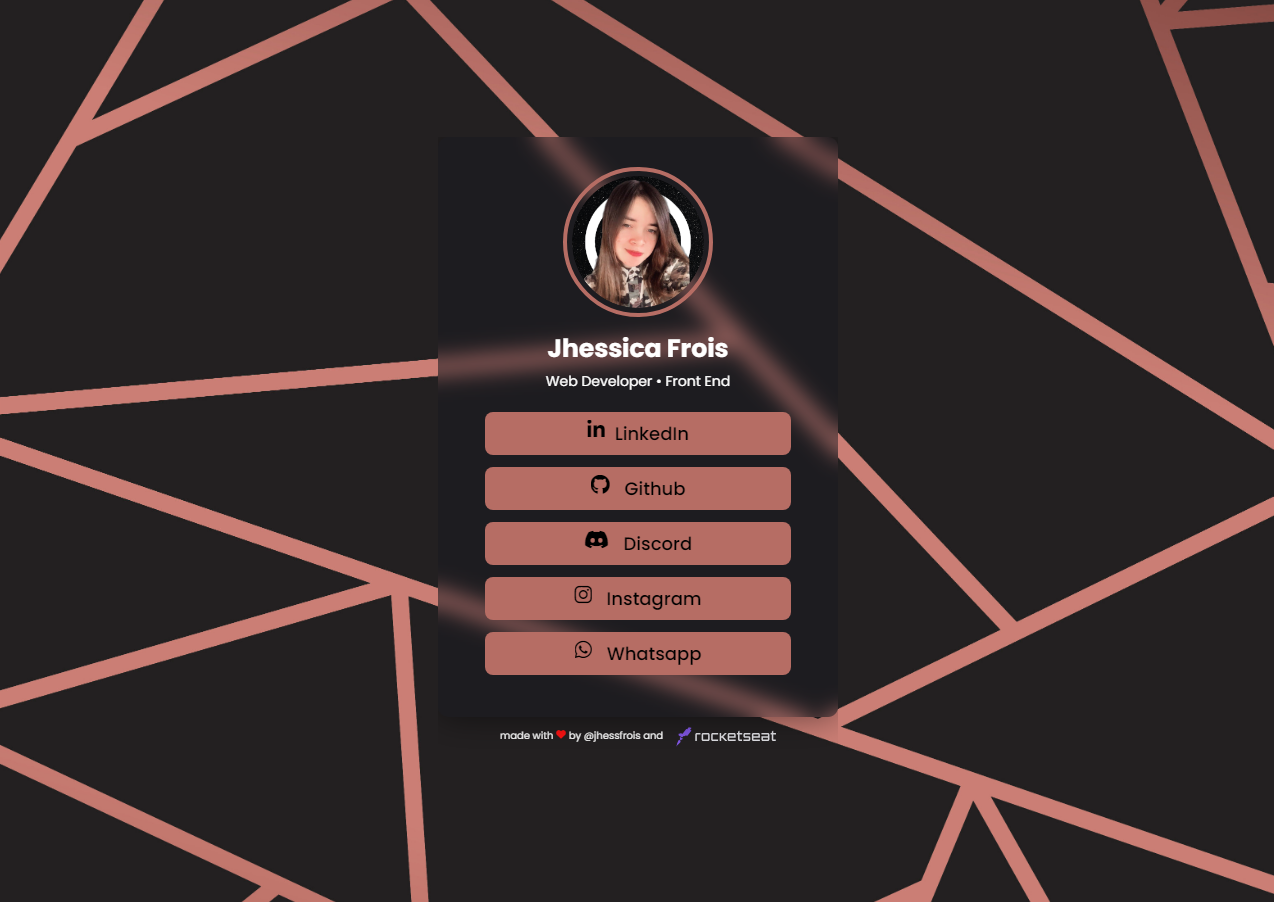 Jhessica Frois
Web Developer • Front End
LinkedIn
Github
Discord
Instagram
Whatsapp
made with ❤ by @jhessfrois and rocketseat